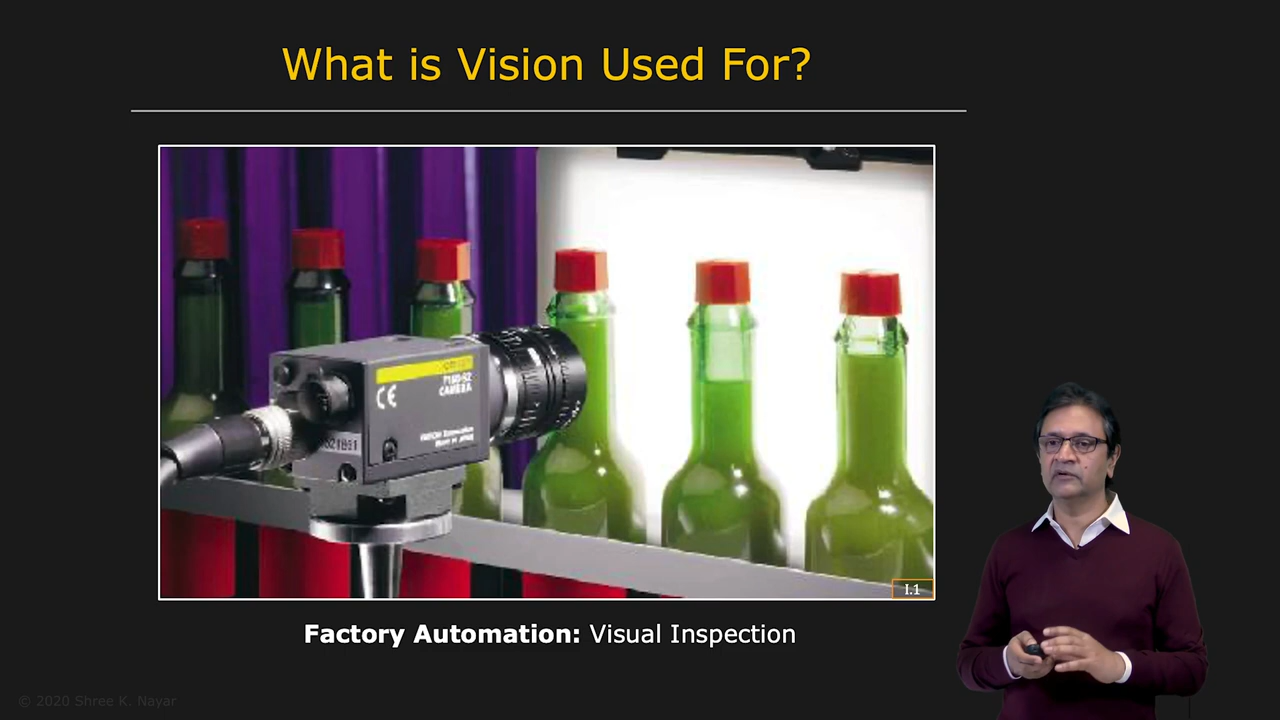 What is Vision Used For?
CE
CAMERA
I.1
Factory Automation: Visual Inspection
© 2020 Shree K. Nayar